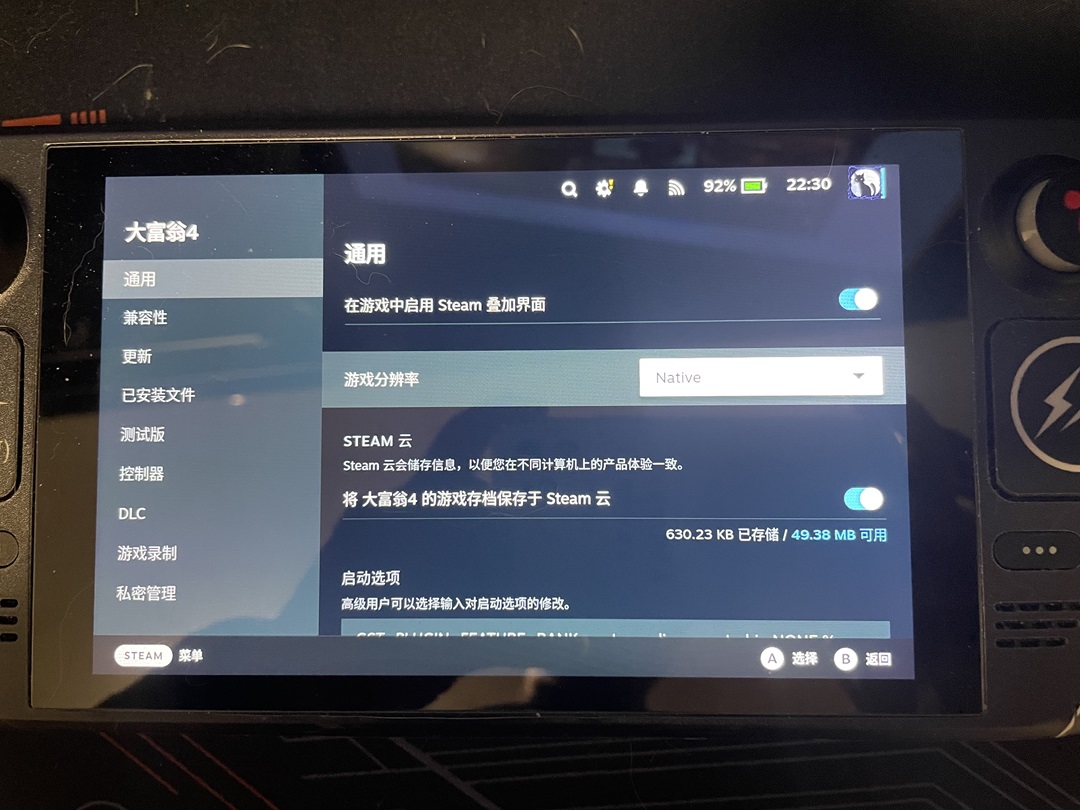 92%
22:30
大富翁4
通用
兼容性
更新
已安装文件
测试版
控制器
DLC
游戏录制
私密管理
通用
在游戏中启用 Steam 叠加界面
游戏分辨率
Native
STEAM 云
Steam 云会储存信息，以便您在不同计算机上的产品体验一致。
将 大富翁4 的游戏存档保存于 Steam 云
630.23 KB 已存储 / 49.38 MB 可用
启动选项
高级用户可以选择输入对启动选项的修改。
STEAM 菜单
A 选择 B 返回